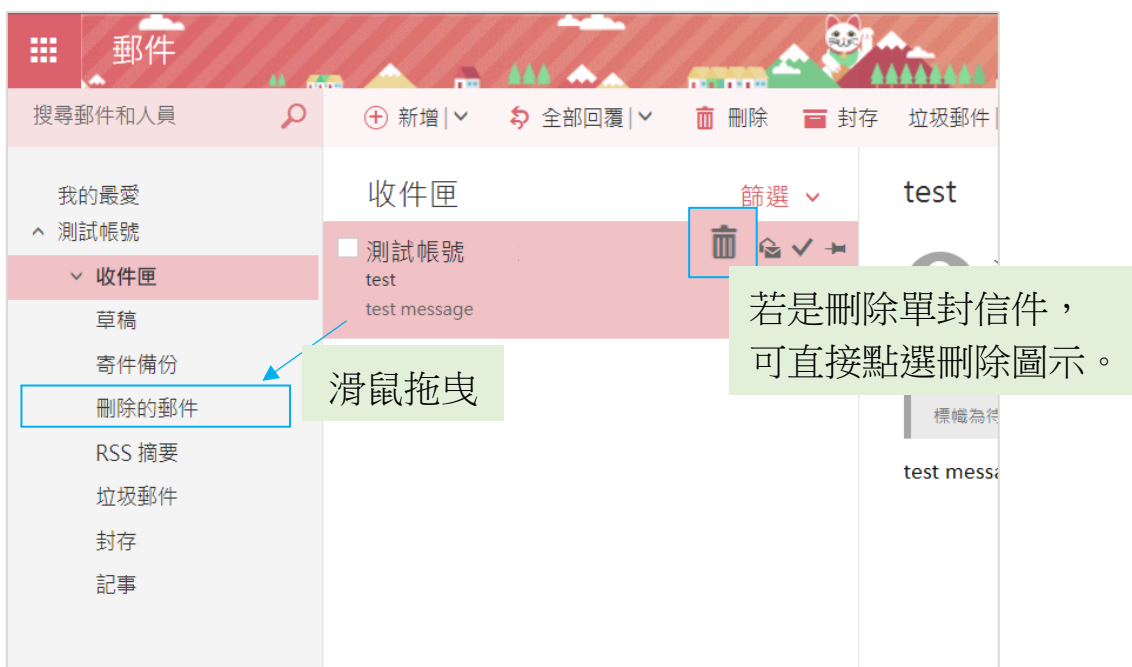 郵件
搜尋郵件和人員
新增
全部回覆
刪除
封存
垃圾郵件
我的最愛
測試帳號
收件匣
草稿
寄件備份
刪除的郵件
RSS 摘要
垃圾郵件
封存
記事
收件匣
篩選
測試帳號
test
test message
滑鼠拖曳
若是刪除單封信件，
可直接點選刪除圖示。
test
標幟為待
test messa